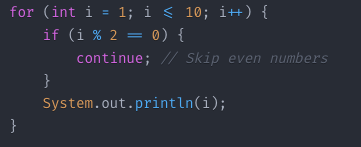 for (int i = 1; i <= 10; i++) {
    if (i % 2 == 0) {
        continue; // Skip even numbers
    }
    System.out.println(i);
}